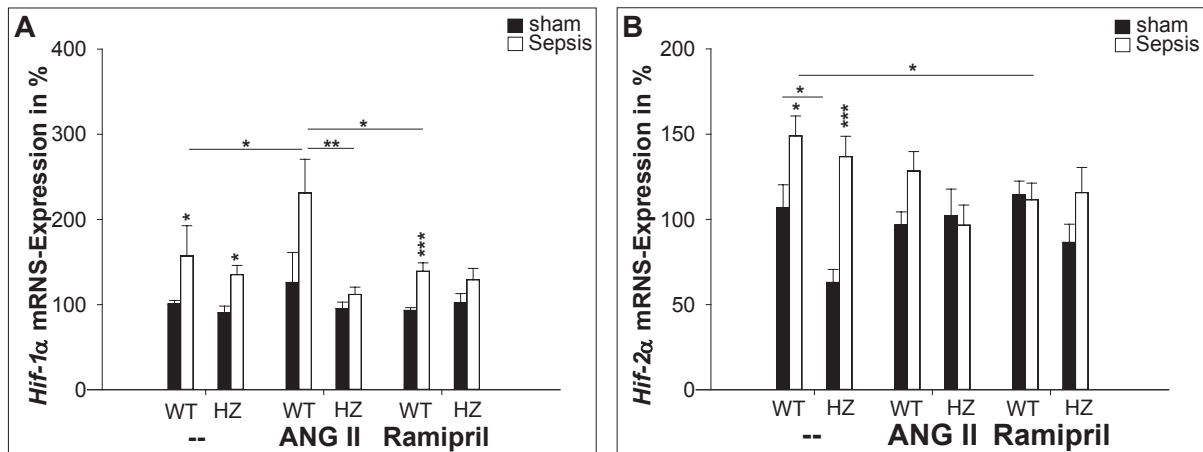 A
sham
Sepsis
Hif-1α mRNS-Expression in %
400
300
200
100
0
*
*
*
**
*
*
***
WT HZ WT HZ WT HZ
-- ANG II Ramipril
B
sham
Sepsis
Hif-2α mRNS-Expression in %
200
150
100
50
0
*
*
*
***
WT HZ WT HZ WT HZ
-- ANG II Ramipril